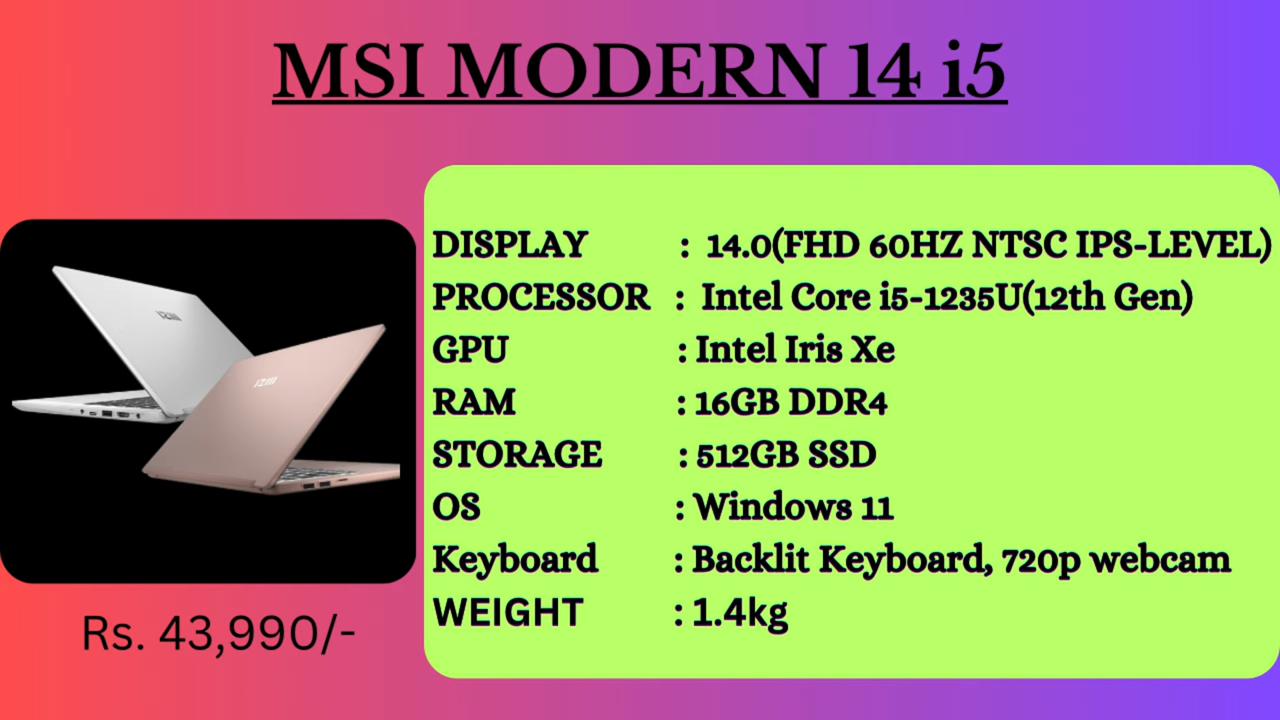 MSI MODERN 14 i5
DISPLAY : 14.0(FHD 60HZ NTSC IPS-LEVEL)
PROCESSOR : Intel Core i5-1235U(12th Gen)
GPU : Intel Iris Xe
RAM : 16GB DDR4
STORAGE : 512GB SSD
OS : Windows 11
Keyboard : Backlit Keyboard, 720p webcam
WEIGHT : 1.4kg
msi
msi
Rs. 43,990/-